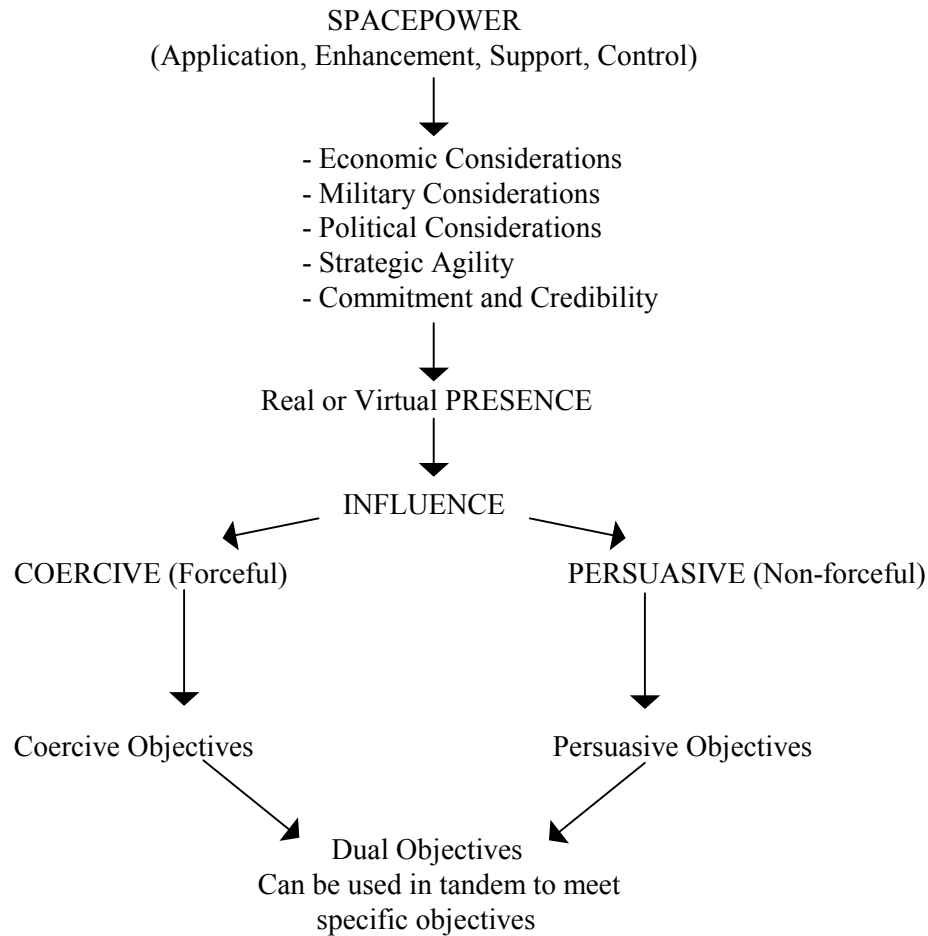 SPACEPOWER
(Application, Enhancement, Support, Control)
- Economic Considerations
- Military Considerations
- Political Considerations
- Strategic Agility
- Commitment and Credibility
Real or Virtual PRESENCE
INFLUENCE
COERCIVE (Forceful)
PERSUASIVE (Non-forceful)
Coercive Objectives
Persuasive Objectives
Dual Objectives
Can be used in tandem to meet
specific objectives